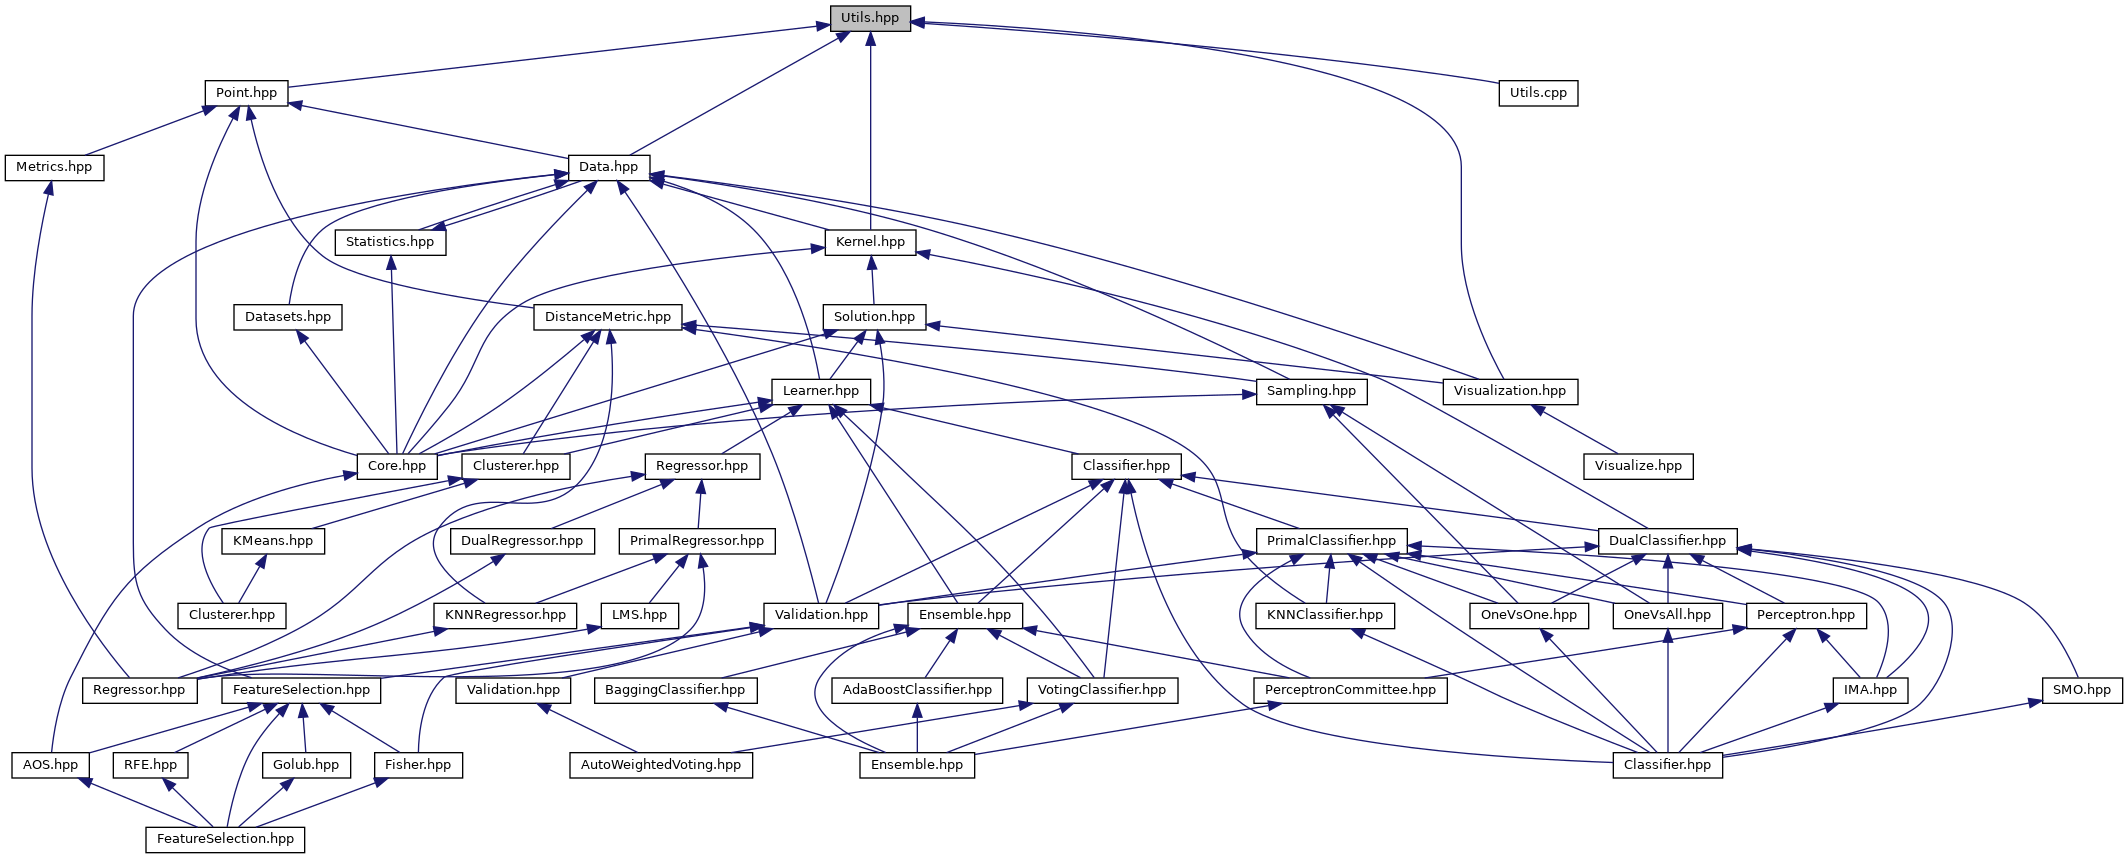 Utils.hpp
Point.hpp
Utils.cpp
Metrics.hpp
Data.hpp
Statistics.hpp
Kernel.hpp
Datasets.hpp
DistanceMetric.hpp
Solution.hpp
Learner.hpp
Sampling.hpp
Visualization.hpp
Core.hpp
Clusterer.hpp
Regressor.hpp
Classifier.hpp
Visualize.hpp
KMeans.hpp
DualRegressor.hpp
PrimalRegressor.hpp
PrimalClassifier.hpp
DualClassifier.hpp
Clusterer.hpp
KNNRegressor.hpp
LMS.hpp
Validation.hpp
Ensemble.hpp
KNNClassifier.hpp
OneVsOne.hpp
OneVsAll.hpp
Perceptron.hpp
Regressor.hpp
FeatureSelection.hpp
Validation.hpp
BaggingClassifier.hpp
AdaBoostClassifier.hpp
VotingClassifier.hpp
PerceptronCommittee.hpp
IMA.hpp
SMO.hpp
AOS.hpp
RFE.hpp
Golub.hpp
Fisher.hpp
AutoWeightedVoting.hpp
Ensemble.hpp
Classifier.hpp
FeatureSelection.hpp